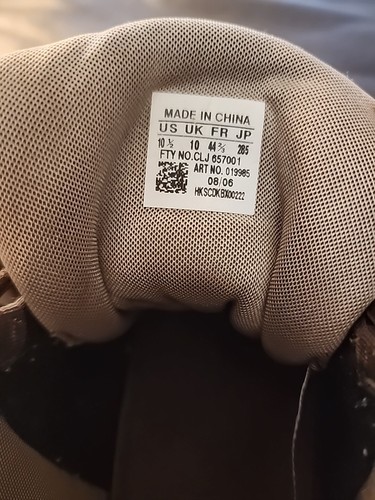 MADE IN CHINA
US UK FR JP
10 ½ 10 44 ⅔ 285
FTY NO.CLJ 657001
ART NO. 019985
08/06
HKSCDKBX00222